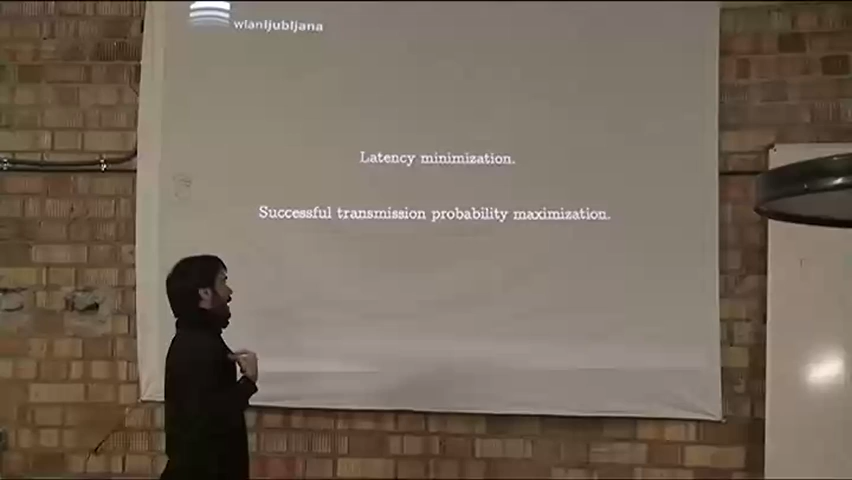 wlanljubljana
Latency minimization.
Successful transmission probability maximization.